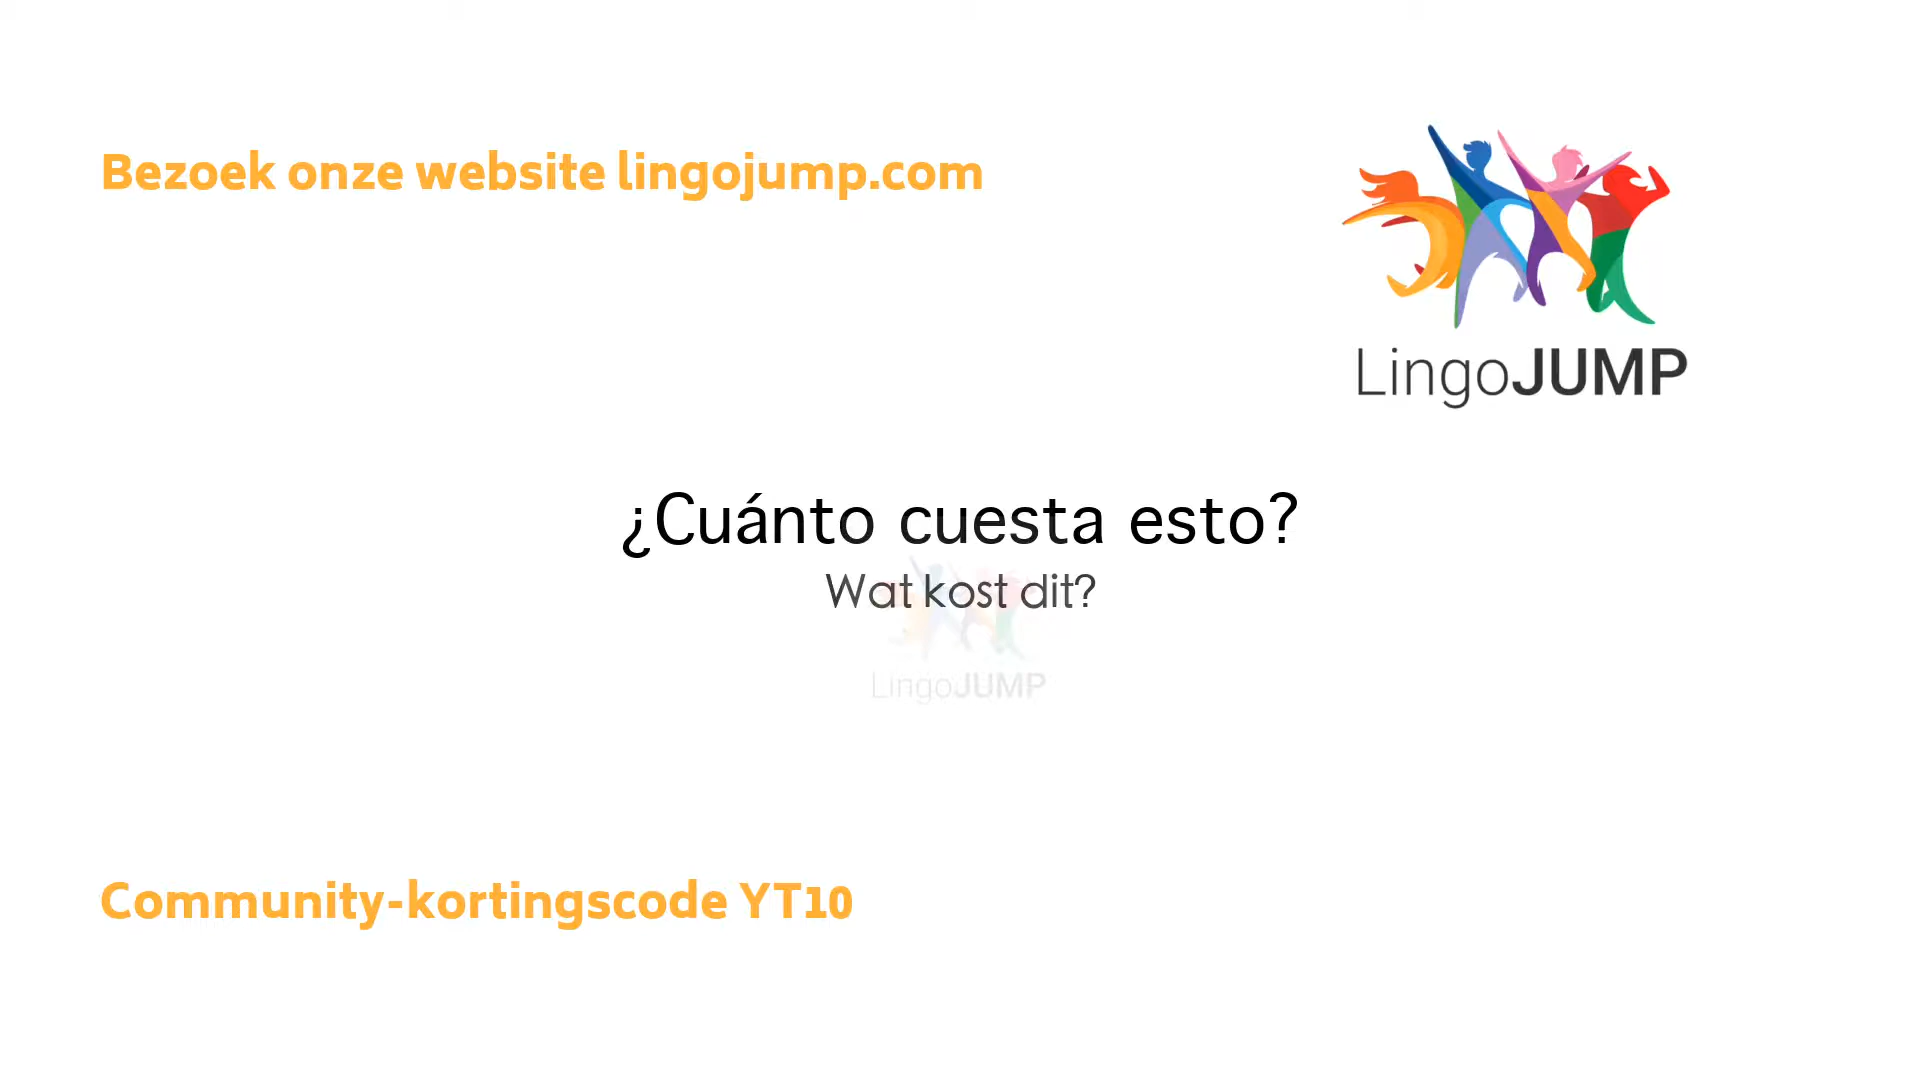 Bezoek onze website lingojump.com
LingoJUMP
¿Cuánto cuesta esto?
Wat kost dit?
LingoJUMP
Community-kortingscode YT10